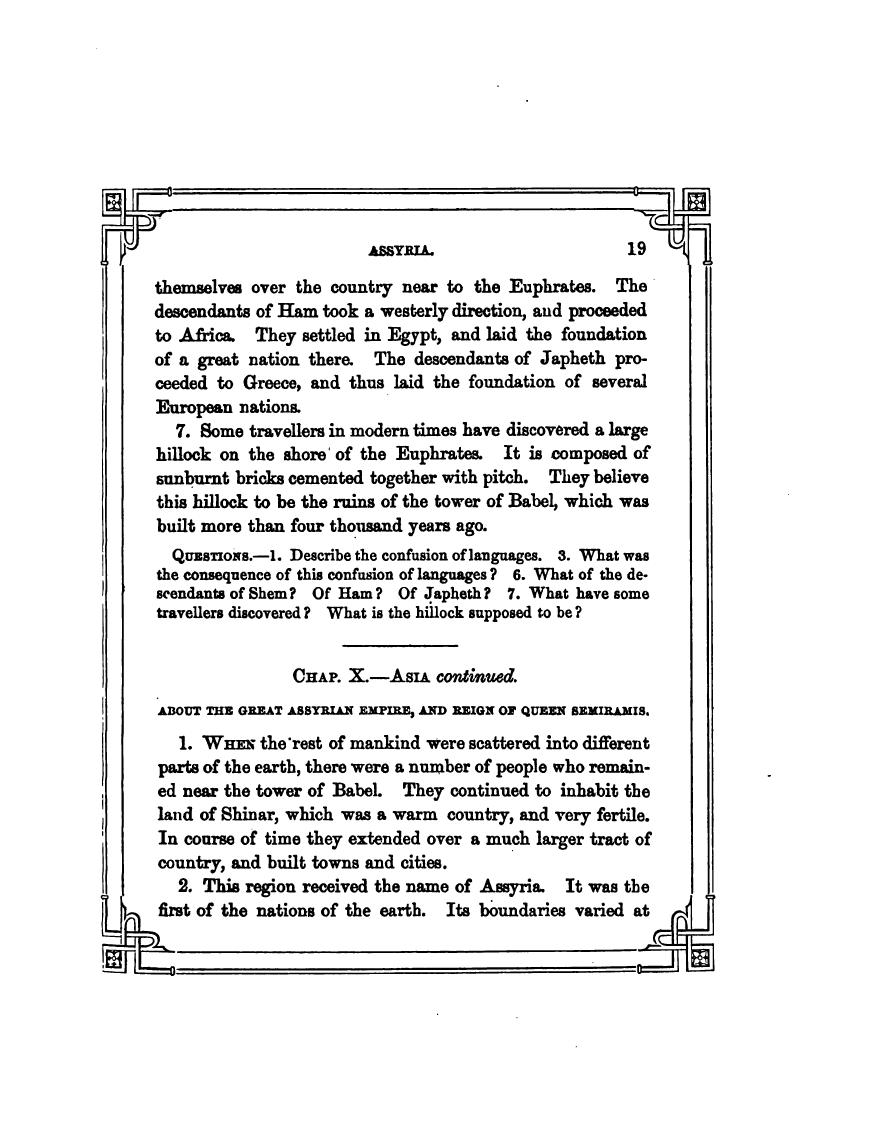 ASSYRIA. 19
themselves over the country near to the Euphrates. The
descendants of Ham took a westerly direction, and proceeded
to Africa. They settled in Egypt, and laid the foundation
of a great nation there. The descendants of Japheth pro-
ceeded to Greece, and thus laid the foundation of several
European nations.
7. Some travellers in modern times have discovered a large
hillock on the shore of the Euphrates. It is composed of
sunburnt bricks cemented together with pitch. They believe
this hillock to be the ruins of the tower of Babel, which was
built more than four thousand years ago.
QUESTIONS.—1. Describe the confusion of languages. 3. What was
the consequence of this confusion of languages? 6. What of the de-
scendants of Shem? Of Ham? Of Japheth? 7. What have some
travellers discovered? What is the hillock supposed to be?
CHAP. X.—ASIA continued.
ABOUT THE GREAT ASSYRIAN EMPIRE, AND REIGN OF QUEEN SEMIRAMIS.
1. WHEN the rest of mankind were scattered into different
parts of the earth, there were a number of people who remain-
ed near the tower of Babel. They continued to inhabit the
land of Shinar, which was a warm country, and very fertile.
In course of time they extended over a much larger tract of
country, and built towns and cities.
2. This region received the name of Assyria. It was the
first of the nations of the earth. Its boundaries varied at